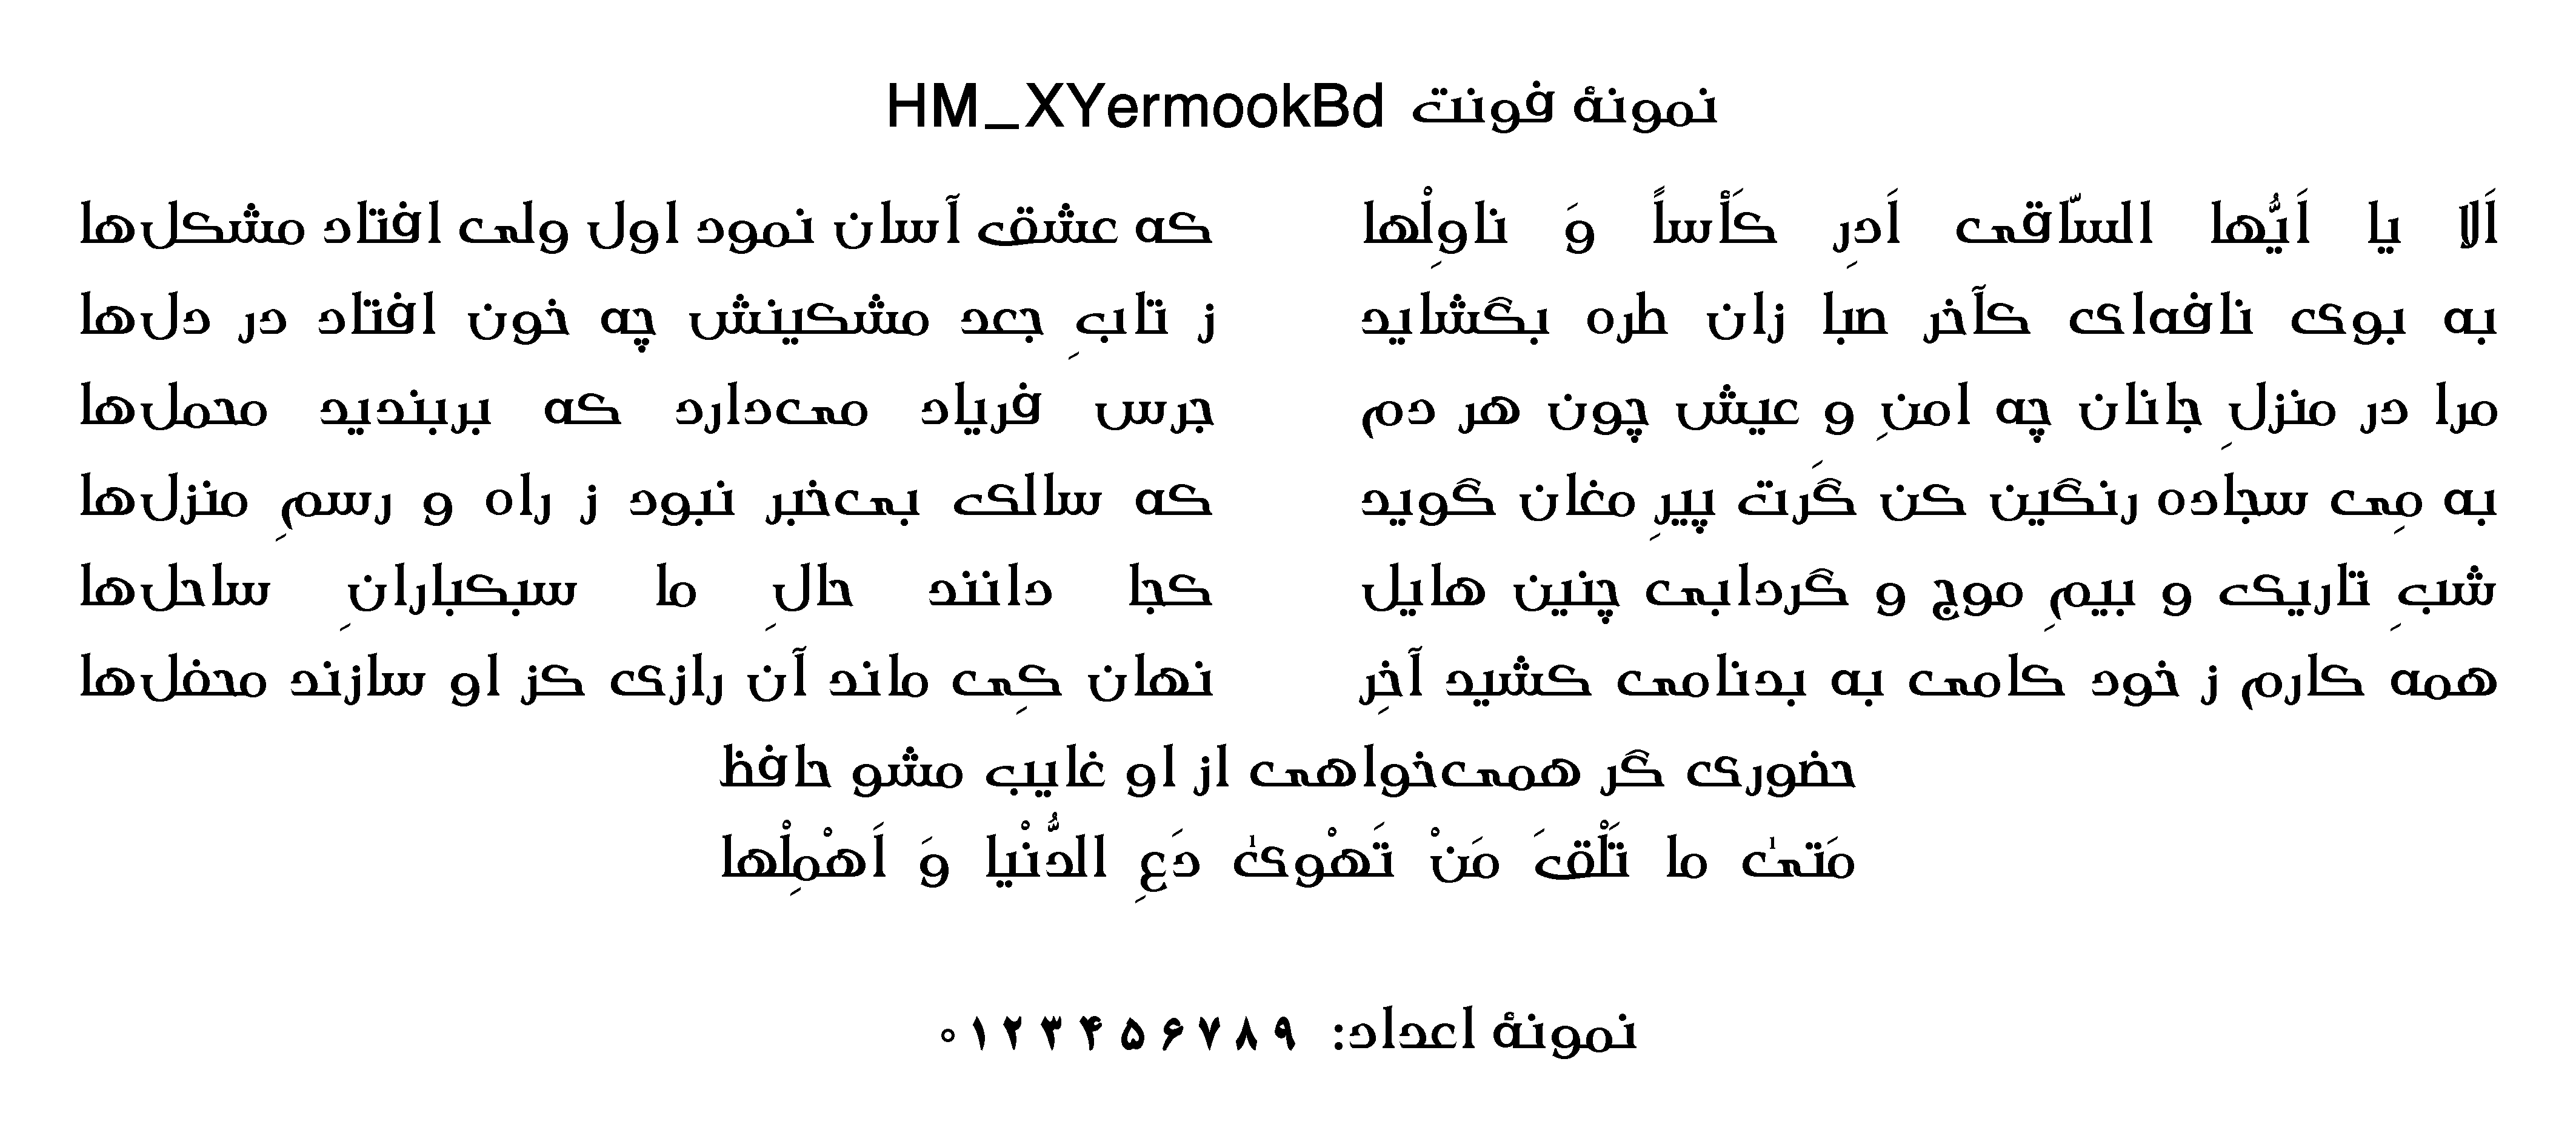 نمونهٔ فونت HM_XYermookBd
اَلا یا اَیُّها السّاقی اَدرِ کَأساً وَ ناوِلْها که عشق آسان نمود اول ولی افتاد مشکل‌ها
به بوی نافه‌ای کآخر صبا زان طره بگشاید ز تابِ جعد مشکینش چه خون افتاد در دل‌ها
مرا در منزلِ جانان چه امنِ و عیش چون هر دم جرس فریاد می‌دارد که بربندید محمل‌ها
به مِی سجاده رنگین کن گَرت پیرِ مغان گوید که سالک بی‌خبر نبود ز راه و رسمِ منزل‌ها
شبِ تاریک و بیمِ موج و گردابی چنین هایل کجا دانند حالِ ما سبکبارانِ ساحل‌ها
همه کارم ز خود کامی به بدنامی کشید آخِر نهان کِی ماند آن رازی کز او سازند محفل‌ها
حضوری گر همی‌خواهی از او غایب مشو حافظ
مَتیٰ ما تَلْقَ مَنْ تَهْویٰ دَعِ الدُّنْیا وَ اَهْمِلْها
نمونهٔ اعداد: ۰۱۲۳۴۵۶۷۸۹